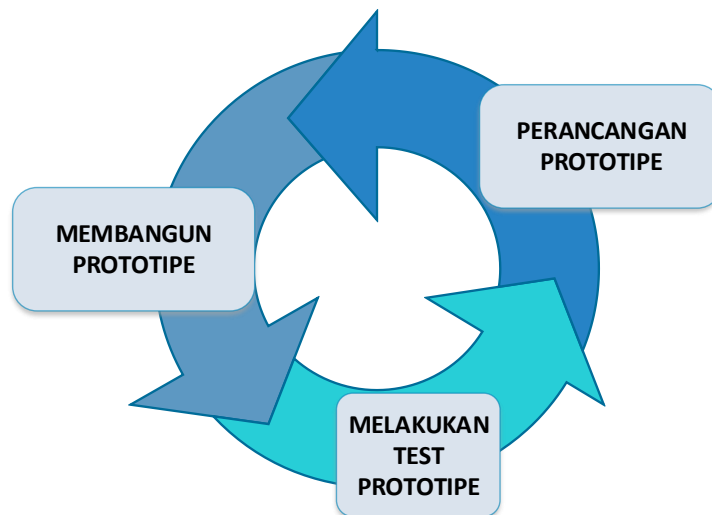 PERANCANGAN
PROTOTIPE
MEMBANGUN
PROTOTIPE
MELAKUKAN
TEST
PROTOTIPE